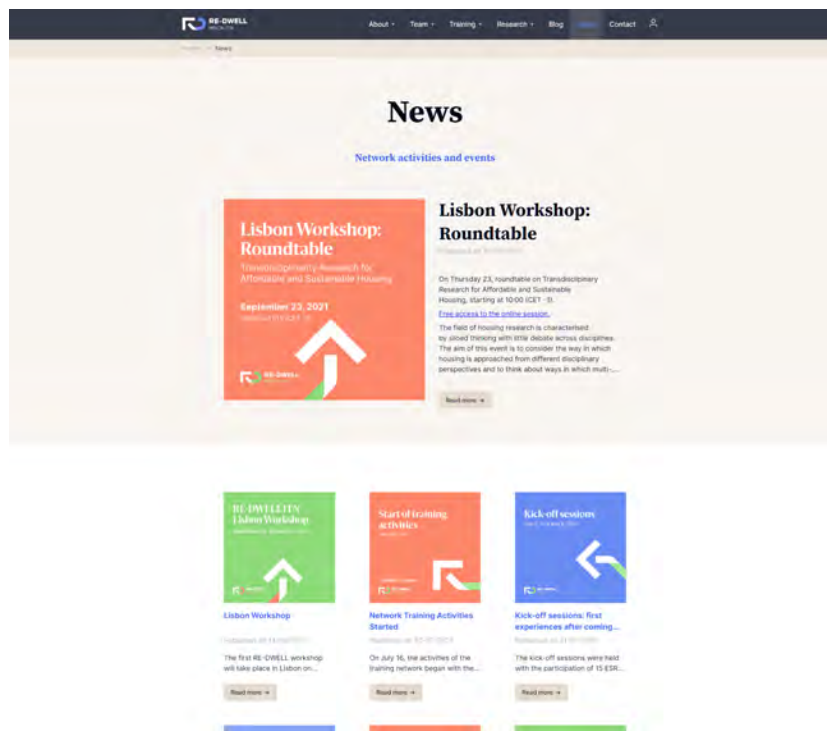 RE-DWELL
About
Team
Training
Research
Blog
Contact
News
News
Network activities and events
Lisbon Workshop:
Roundtable
Transdisciplinarity Research for
Affordable and Sustainable Housing
September 23, 2021
RE-DWELL
Lisbon Workshop:
Roundtable
On Thursday 23, roundtable on Transdisciplinary
Research for Affordable and Sustainable
Housing, starting at 10:00 (CET -1).
Free access to the online session.
The field of housing research is characterised
by siloed thinking with little debate across disciplines.
The aim of this event is to consider the way in which
housing is approached from different disciplinary
perspectives and to think about ways in which multi-...
Read more →
RE-DWELL ITN
Lisbon Workshop
Start of training
activities
Kick-off sessions
Lisbon Workshop
The first RE-DWELL workshop
will take place in Lisbon on...
Read more →
Network Training Activities
Started
On July 16, the activities of the
training network began with the...
Read more →
Kick-off sessions: first
experiences after coming...
The kick-off sessions were held
with the participation of 15 ESR...
Read more →